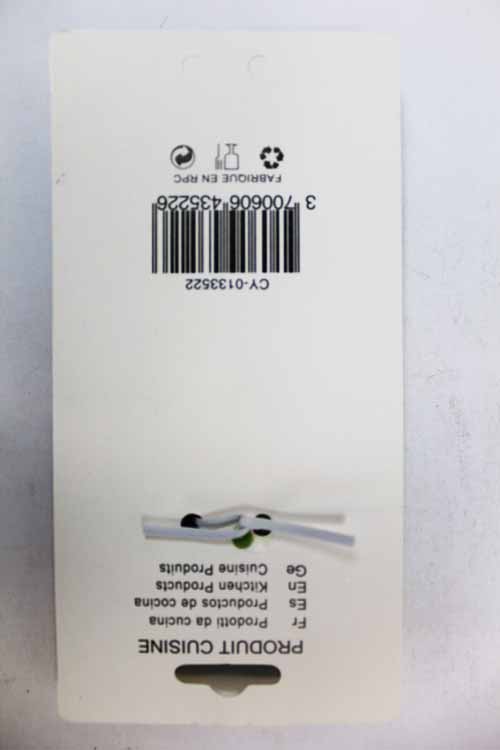 PRODUIT CUISINE
Fr Prodotti da cucina
Es Productos de cocina
En Kitchen Products
Ge Cuisine Produits
CY-0133522
3 700606 435226
FABRIQUE EN RPC